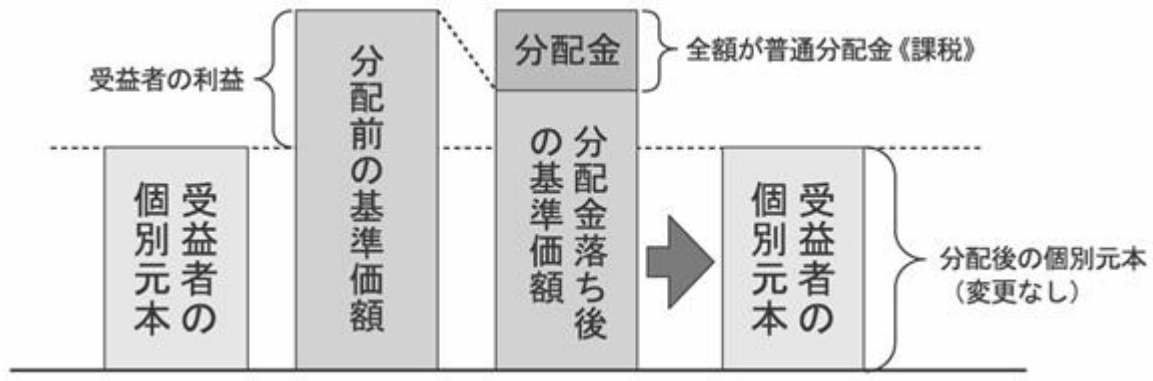 受益者の利益
受益者の
個別元本
分配前の基準価額
分配金
全額が普通分配金《課税》
分配金落ち後
の基準価額
受益者の
個別元本
分配後の個別元本
（変更なし）